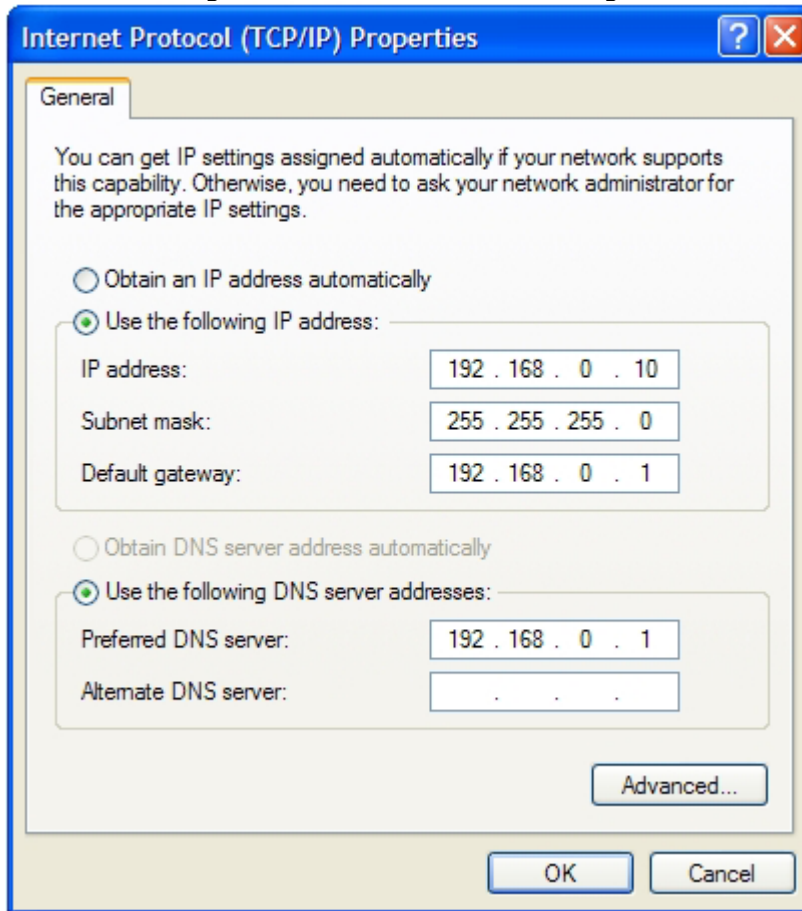 Internet Protocol (TCP/IP) Properties
?
General
You can get IP settings assigned automatically if your network supports
this capability. Otherwise, you need to ask your network administrator for
the appropriate IP settings.
Obtain an IP address automatically
Use the following IP address:
IP address: 192 . 168 . 0 . 10
Subnet mask: 255 . 255 . 255 . 0
Default gateway: 192 . 168 . 0 . 1
Obtain DNS server address automatically
Use the following DNS server addresses:
Preferred DNS server: 192 . 168 . 0 . 1
Alternate DNS server: . . .
Advanced...
OK Cancel